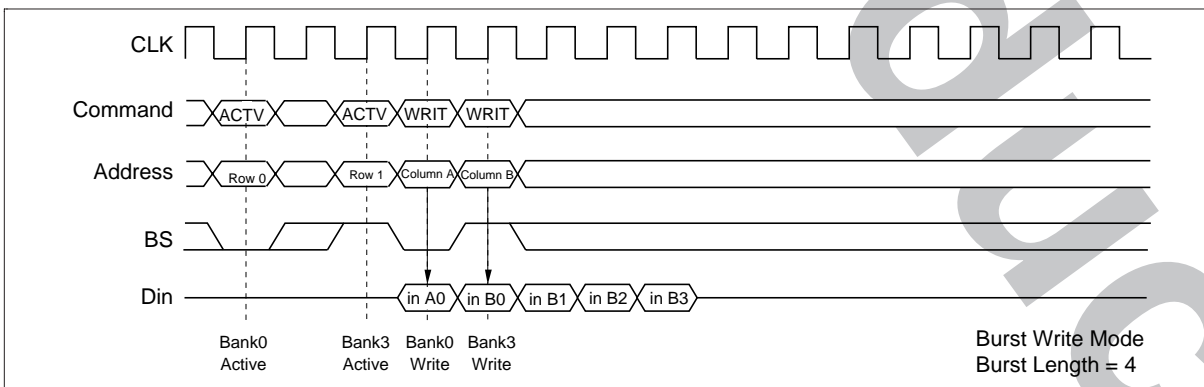 CLK
Command ACTV ACTV WRIT WRIT
Address Row 0 Row 1 Column A Column B
BS
Din in A0 in B0 in B1 in B2 in B3
Bank0 Bank3 Bank0 Bank3
Active Active Write Write
Burst Write Mode
Burst Length = 4